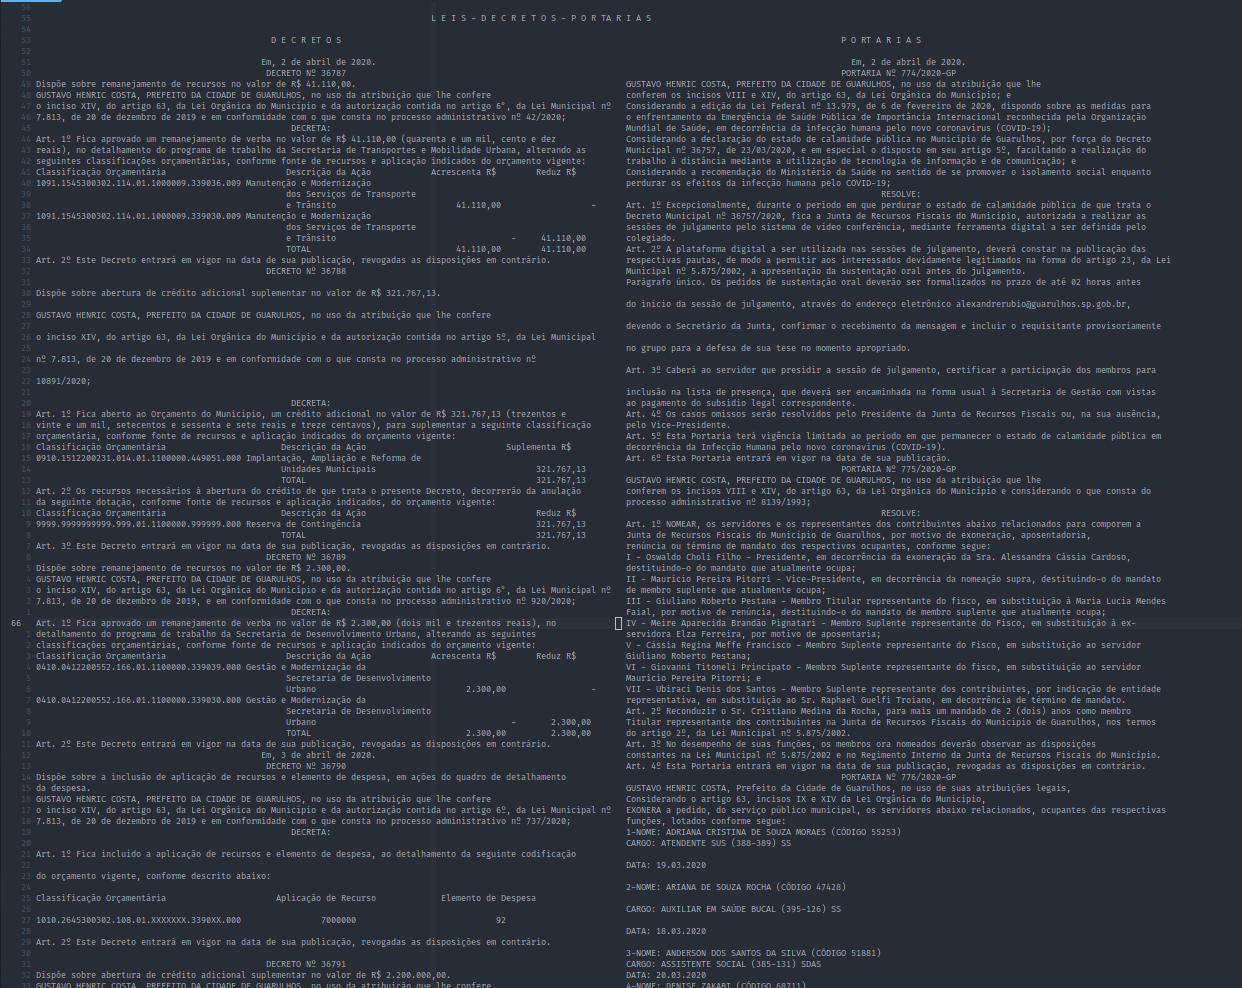 L E I S - D E C R E T O S - P O R TA R I A S
D E C R E T O S
Em, 2 de abril de 2020.
DECRETO Nº 36787
Dispõe sobre remanejamento de recursos no valor de R$ 41.110,00.
GUSTAVO HENRIC COSTA, PREFEITO DA CIDADE DE GUARULHOS, no uso da atribuição que lhe confere
o inciso XIV, do artigo 63, da Lei Orgânica do Município e da autorização contida no artigo 6°, da Lei Municipal nº
7.813, de 20 de dezembro de 2019 e em conformidade com o que consta no processo administrativo nº 42/2020;
DECRETA:
Art. 1º Fica aprovado um remanejamento de verba no valor de R$ 41.110,00 (quarenta e um mil, cento e dez
reais), no detalhamento do programa de trabalho da Secretaria de Transportes e Mobilidade Urbana, alterando as
seguintes classificações orçamentárias, conforme fonte de recursos e aplicação indicados do orçamento vigente:
Classificação Orçamentária Descrição da Ação Acrescenta R$ Reduz R$
1091.1545300302.114.01.1000009.339036.009 Manutenção e Modernização
dos Serviços de Transporte
e Trânsito 41.110,00 -
1091.1545300302.114.01.1000009.339030.009 Manutenção e Modernização
dos Serviços de Transporte
e Trânsito - 41.110,00
TOTAL 41.110,00 41.110,00
Art. 2º Este Decreto entrará em vigor na data de sua publicação, revogadas as disposições em contrário.
DECRETO Nº 36788
Dispõe sobre abertura de crédito adicional suplementar no valor de R$ 321.767,13.
GUSTAVO HENRIC COSTA, PREFEITO DA CIDADE DE GUARULHOS, no uso da atribuição que lhe confere
o inciso XIV, do artigo 63, da Lei Orgânica do Município e da autorização contida no artigo 5º, da Lei Municipal
nº 7.813, de 20 de dezembro de 2019 e em conformidade com o que consta no processo administrativo nº
10891/2020;
DECRETA:
Art. 1º Fica aberto ao Orçamento do Município, um crédito adicional no valor de R$ 321.767,13 (trezentos e
vinte e um mil, setecentos e sessenta e sete reais e treze centavos), para suplementar a seguinte classificação
orçamentária, conforme fonte de recursos e aplicação indicados do orçamento vigente:
Classificação Orçamentária Descrição da Ação Suplementa R$
0910.1512200231.014.01.1100000.449051.000 Implantação, Ampliação e Reforma de
Unidades Municipais 321.767,13
TOTAL 321.767,13
Art. 2º Os recursos necessários à abertura do crédito de que trata o presente Decreto, decorrerão da anulação
da seguinte dotação, conforme fonte de recursos e aplicação indicados, do orçamento vigente:
Classificação Orçamentária Descrição da Ação Reduz R$
9999.9999999999.999.01.1100000.999999.000 Reserva de Contingência 321.767,13
TOTAL 321.767,13
Art. 3º Este Decreto entrará em vigor na data de sua publicação, revogadas as disposições em contrário.
DECRETO Nº 36789
Dispõe sobre remanejamento de recursos no valor de R$ 2.300,00.
GUSTAVO HENRIC COSTA, PREFEITO DA CIDADE DE GUARULHOS, no uso da atribuição que lhe confere
o inciso XIV, do artigo 63, da Lei Orgânica do Município e da autorização contida no artigo 6°, da Lei Municipal nº
7.813, de 20 de dezembro de 2019, e em conformidade com o que consta no processo administrativo nº 920/2020;
DECRETA:
66 Art. 1º Fica aprovado um remanejamento de verba no valor de R$ 2.300,00 (dois mil e trezentos reais), no
detalhamento do programa de trabalho da Secretaria de Desenvolvimento Urbano, alterando as seguintes
classificações orçamentárias, conforme fonte de recursos e aplicação indicados do orçamento vigente:
Classificação Orçamentária Descrição da Ação Acrescenta R$ Reduz R$
0410.0412200552.166.01.1100000.339039.000 Gestão e Modernização da
Secretaria de Desenvolvimento
Urbano 2.300,00 -
0410.0412200552.166.01.1100000.339030.000 Gestão e Modernização da
Secretaria de Desenvolvimento
Urbano - 2.300,00
TOTAL 2.300,00 2.300,00
Art. 2º Este Decreto entrará em vigor na data de sua publicação, revogadas as disposições em contrário.
Em, 3 de abril de 2020.
DECRETO Nº 36790
Dispõe sobre a inclusão de aplicação de recursos e elemento de despesa, em ações do quadro de detalhamento
da despesa.
GUSTAVO HENRIC COSTA, PREFEITO DA CIDADE DE GUARULHOS, no uso da atribuição que lhe confere
o inciso XIV, do artigo 63, da Lei Orgânica do Município e da autorização contida no artigo 6º, da Lei Municipal nº
7.813, de 20 de dezembro de 2019 e em conformidade com o que consta no processo administrativo nº 737/2020;
DECRETA:
Art. 1º Fica incluído a aplicação de recursos e elemento de despesa, ao detalhamento da seguinte codificação
do orçamento vigente, conforme descrito abaixo:
Classificação Orçamentária Aplicação de Recurso Elemento de Despesa
1010.2645300302.108.01.XXXXXXX.3390XX.000 7000000 92
Art. 2º Este Decreto entrará em vigor na data de sua publicação, revogadas as disposições em contrário.
DECRETO Nº 36791
Dispõe sobre abertura de crédito adicional suplementar no valor de R$ 2.200.000,00.
GUSTAVO HENRIC COSTA, PREFEITO DA CIDADE DE GUARULHOS, no uso da atribuição que lhe confere
P O R T A R I A S
Em, 2 de abril de 2020.
PORTARIA Nº 774/2020-GP
GUSTAVO HENRIC COSTA, PREFEITO DA CIDADE DE GUARULHOS, no uso da atribuição que lhe
conferem os incisos VIII e XIV, do artigo 63, da Lei Orgânica do Município; e
Considerando a edição da Lei Federal nº 13.979, de 6 de fevereiro de 2020, dispondo sobre as medidas para
o enfrentamento da Emergência de Saúde Pública de Importância Internacional reconhecida pela Organização
Mundial de Saúde, em decorrência da infecção humana pelo novo coronavírus (COVID-19);
Considerando a declaração do estado de calamidade pública no Município de Guarulhos, por força do Decreto
Municipal nº 36757, de 23/03/2020, e em especial o disposto em seu artigo 5º, facultando a realização do
trabalho à distância mediante a utilização de tecnologia de informação e de comunicação; e
Considerando a recomendação do Ministério da Saúde no sentido de se promover o isolamento social enquanto
perdurar os efeitos da infecção humana pelo COVID-19;
RESOLVE:
Art. 1º Excepcionalmente, durante o período em que perdurar o estado de calamidade pública de que trata o
Decreto Municipal nº 36757/2020, fica a Junta de Recursos Fiscais do Município, autorizada a realizar as
sessões de julgamento pelo sistema de vídeo conferência, mediante ferramenta digital a ser definida pelo
colegiado.
Art. 2º A plataforma digital a ser utilizada nas sessões de julgamento, deverá constar na publicação das
respectivas pautas, de modo a permitir aos interessados devidamente legitimados na forma do artigo 23, da Lei
Municipal nº 5.875/2002, a apresentação da sustentação oral antes do julgamento.
Parágrafo único. Os pedidos de sustentação oral deverão ser formalizados no prazo de até 02 horas antes
do início da sessão de julgamento, através do endereço eletrônico alexandrerubio@guarulhos.sp.gob.br,
devendo o Secretário da Junta, confirmar o recebimento da mensagem e incluir o requisitante provisoriamente
no grupo para a defesa de sua tese no momento apropriado.
Art. 3º Caberá ao servidor que presidir a sessão de julgamento, certificar a participação dos membros para
inclusão na lista de presença, que deverá ser encaminhada na forma usual à Secretaria de Gestão com vistas
ao pagamento do subsídio legal correspondente.
Art. 4º Os casos omissos serão resolvidos pelo Presidente da Junta de Recursos Fiscais ou, na sua ausência,
pelo Vice-Presidente.
Art. 5º Esta Portaria terá vigência limitada ao período em que permanecer o estado de calamidade pública em
decorrência da Infecção Humana pelo novo coronavírus (COVID-19).
Art. 6º Esta Portaria entrará em vigor na data de sua publicação.
PORTARIA Nº 775/2020-GP
GUSTAVO HENRIC COSTA, PREFEITO DA CIDADE DE GUARULHOS, no uso da atribuição que lhe
conferem os incisos VIII e XIV, do artigo 63, da Lei Orgânica do Município e considerando o que consta do
processo administrativo nº 8139/1993;
RESOLVE:
Art. 1º NOMEAR, os servidores e os representantes dos contribuintes abaixo relacionados para comporem a
Junta de Recursos Fiscais do Município de Guarulhos, por motivo de exoneração, aposentadoria,
renúncia ou término de mandato dos respectivos ocupantes, conforme segue:
I - Oswaldo Choli Filho - Presidente, em decorrência da exoneração da Sra. Alessandra Cássia Cardoso,
destituindo-o do mandato que atualmente ocupa;
II - Maurício Pereira Pitorri - Vice-Presidente, em decorrência da nomeação supra, destituindo-o do mandato
de membro suplente que atualmente ocupa;
III - Giuliano Roberto Pestana - Membro Titular representante do fisco, em substituição à Maria Lucia Mendes
Faial, por motivo de renúncia, destituindo-o do mandato de membro suplente que atualmente ocupa;
IV - Meire Aparecida Brandão Pignatari - Membro Suplente representante do Fisco, em substituição à ex-
servidora Elza Ferreira, por motivo de aposentaria;
V - Cássia Regina Meffe Francisco - Membro Suplente representante do Fisco, em substituição ao servidor
Giuliano Roberto Pestana;
VI - Giovanni Titoneli Principato - Membro Suplente representante do Fisco, em substituição ao servidor
Maurício Pereira Pitorri; e
VII - Ubiraci Denis dos Santos - Membro Suplente representante dos contribuintes, por indicação de entidade
representativa, em substituição ao Sr. Raphael Guelfi Troiano, em decorrência de término de mandato.
Art. 2º Reconduzir o Sr. Cristiano Medina da Rocha, para mais um mandado de 2 (dois) anos como membro
Titular representante dos contribuintes na Junta de Recursos Fiscais do Município de Guarulhos, nos termos
do artigo 2º, da Lei Municipal nº 5.875/2002.
Art. 3º No desempenho de suas funções, os membros ora nomeados deverão observar as disposições
constantes na Lei Municipal nº 5.875/2002 e no Regimento Interno da Junta de Recursos Fiscais do Município.
Art. 4º Esta Portaria entrará em vigor na data de sua publicação, revogadas as disposições em contrário.
PORTARIA Nº 776/2020-GP
GUSTAVO HENRIC COSTA, Prefeito da Cidade de Guarulhos, no uso de suas atribuições legais,
Considerando o artigo 63, incisos IX e XIV da Lei Orgânica do Município,
EXONERA a pedido, do serviço público municipal, os servidores abaixo relacionados, ocupantes das respectivas
funções, lotados conforme segue:
1-NOME: ADRIANA CRISTINA DE SOUZA MORAES (CÓDIGO 55253)
CARGO: ATENDENTE SUS (388-389) SS
DATA: 19.03.2020
2-NOME: ARIANA DE SOUZA ROCHA (CÓDIGO 47428)
CARGO: AUXILIAR EM SAÚDE BUCAL (395-126) SS
DATA: 18.03.2020
3-NOME: ANDERSON DOS SANTOS DA SILVA (CÓDIGO 51881)
CARGO: ASSISTENTE SOCIAL (385-131) SDAS
DATA: 20.03.2020
4-NOME: DENISE ZAKABI (CÓDIGO 68711)